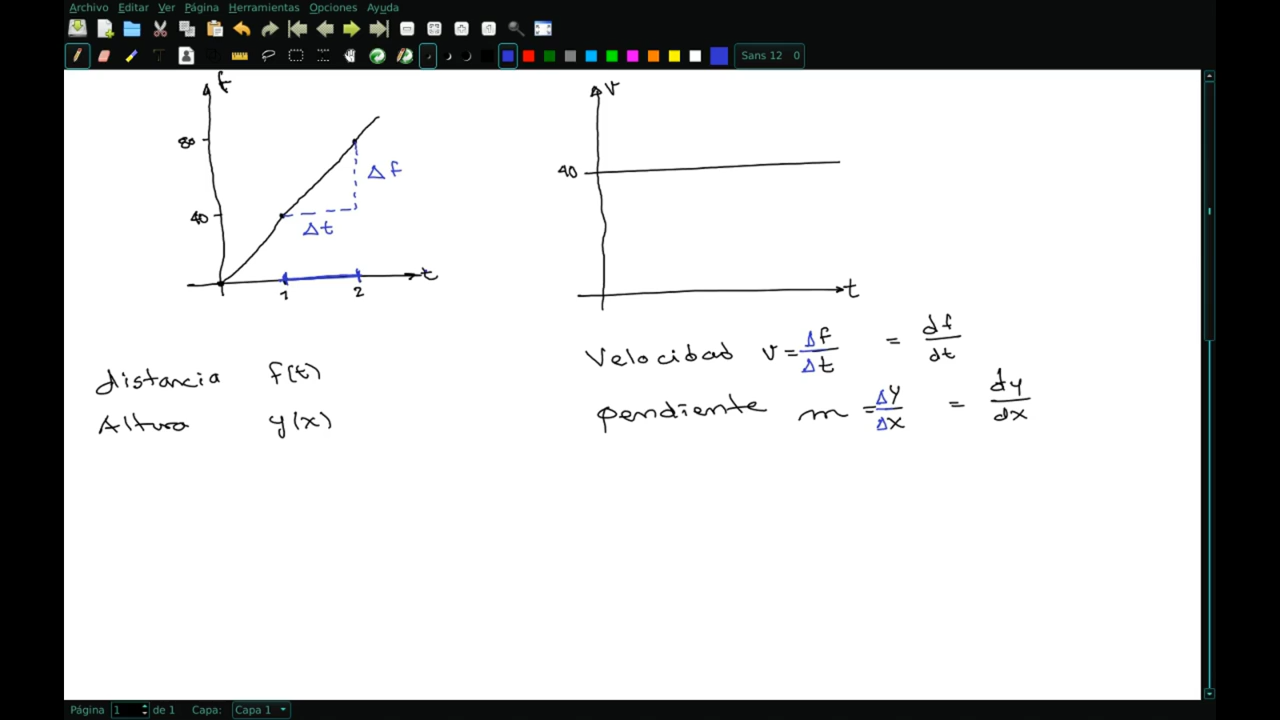 Archivo Editar Ver Página Herramientas Opciones Ayuda
Sans 12 0
f
80
40
Δf
Δt
1 2
t
v
40
t
Velocidad v = Δf/Δt = df/dt
distancia f(t)
pendiente m = Δy/Δx = dy/dx
Altura y(x)
Página 1 de 1 Capa: Capa 1